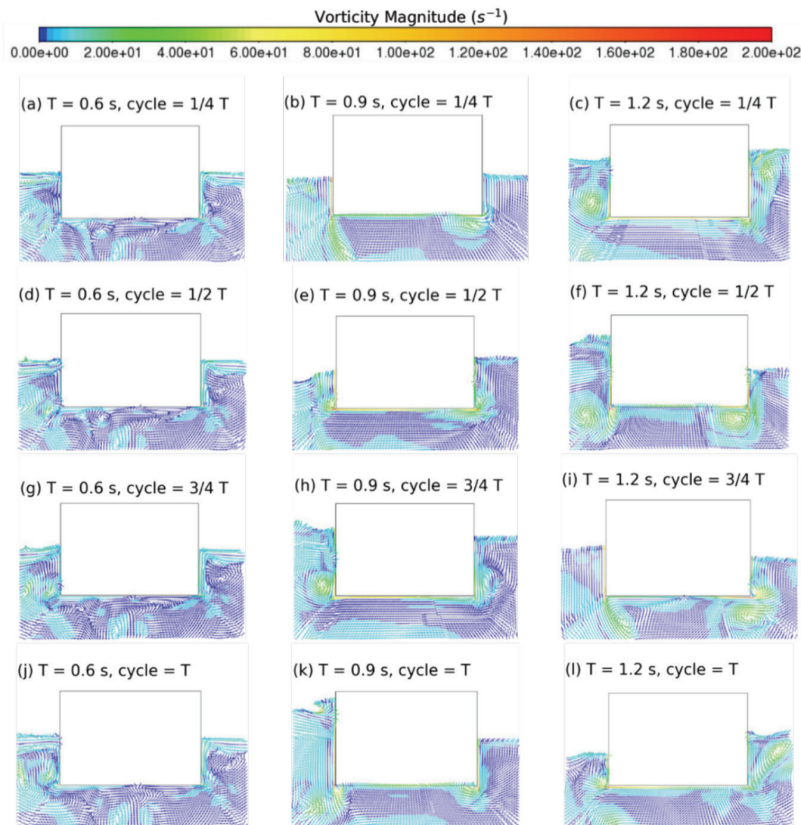 Vorticity Magnitude (s⁻¹)
0.00e+00 2.00e+01 4.00e+01 6.00e+01 8.00e+01 1.00e+02 1.20e+02 1.40e+02 1.60e+02 1.80e+02 2.00e+02
(a) T = 0.6 s, cycle = 1/4 T
(b) T = 0.9 s, cycle = 1/4 T
(c) T = 1.2 s, cycle = 1/4 T
(d) T = 0.6 s, cycle = 1/2 T
(e) T = 0.9 s, cycle = 1/2 T
(f) T = 1.2 s, cycle = 1/2 T
(g) T = 0.6 s, cycle = 3/4 T
(h) T = 0.9 s, cycle = 3/4 T
(i) T = 1.2 s, cycle = 3/4 T
(j) T = 0.6 s, cycle = T
(k) T = 0.9 s, cycle = T
(l) T = 1.2 s, cycle = T